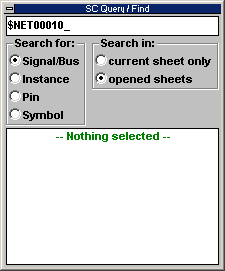 SC Query / Find
$NET00010_
Search for:
Signal/Bus
Instance
Pin
Symbol
Search in:
current sheet only
opened sheets
-- Nothing selected --